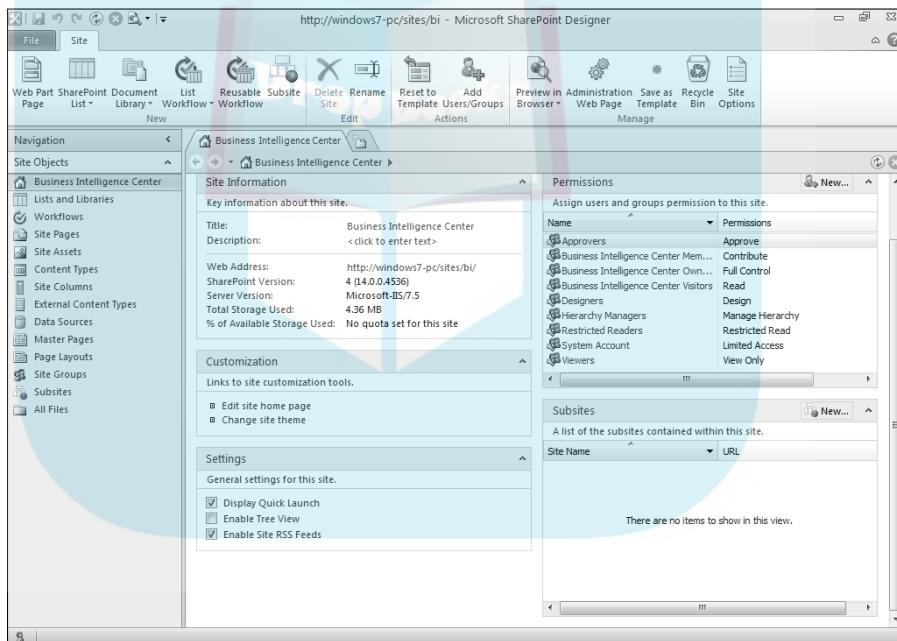 http://windows7-pc/sites/bi - Microsoft SharePoint Designer
File Site
Web Part Page
SharePoint List
Document Library
List Workflow
Reusable Workflow
Subsite
New
Delete Site
Rename
Edit
Reset to Template
Add Users/Groups
Actions
Preview in Browser
Administration Web Page
Save as Template
Recycle Bin
Site Options
Manage
Navigation
Site Objects
Business Intelligence Center
Lists and Libraries
Workflows
Site Pages
Site Assets
Content Types
Site Columns
External Content Types
Data Sources
Master Pages
Page Layouts
Site Groups
Subsites
All Files
Business Intelligence Center
Business Intelligence Center
Site Information
Key information about this site.
Title: Business Intelligence Center
Description: <click to enter text>
Web Address: http://windows7-pc/sites/bi/
SharePoint Version: 4 (14.0.0.4536)
Server Version: Microsoft-IIS/7.5
Total Storage Used: 4.36 MB
% of Available Storage Used: No quota set for this site
Customization
Links to site customization tools.
Edit site home page
Change site theme
Settings
General settings for this site.
Display Quick Launch
Enable Tree View
Enable Site RSS Feeds
Permissions New...
Assign users and groups permission to this site.
Name Permissions
Approvers Approve
Business Intelligence Center Mem... Contribute
Business Intelligence Center Own... Full Control
Business Intelligence Center Visitors Read
Designers Design
Hierarchy Managers Manage Hierarchy
Restricted Readers Restricted Read
System Account Limited Access
Viewers View Only
Subsites New...
A list of the subsites contained within this site.
Site Name URL
There are no items to show in this view.